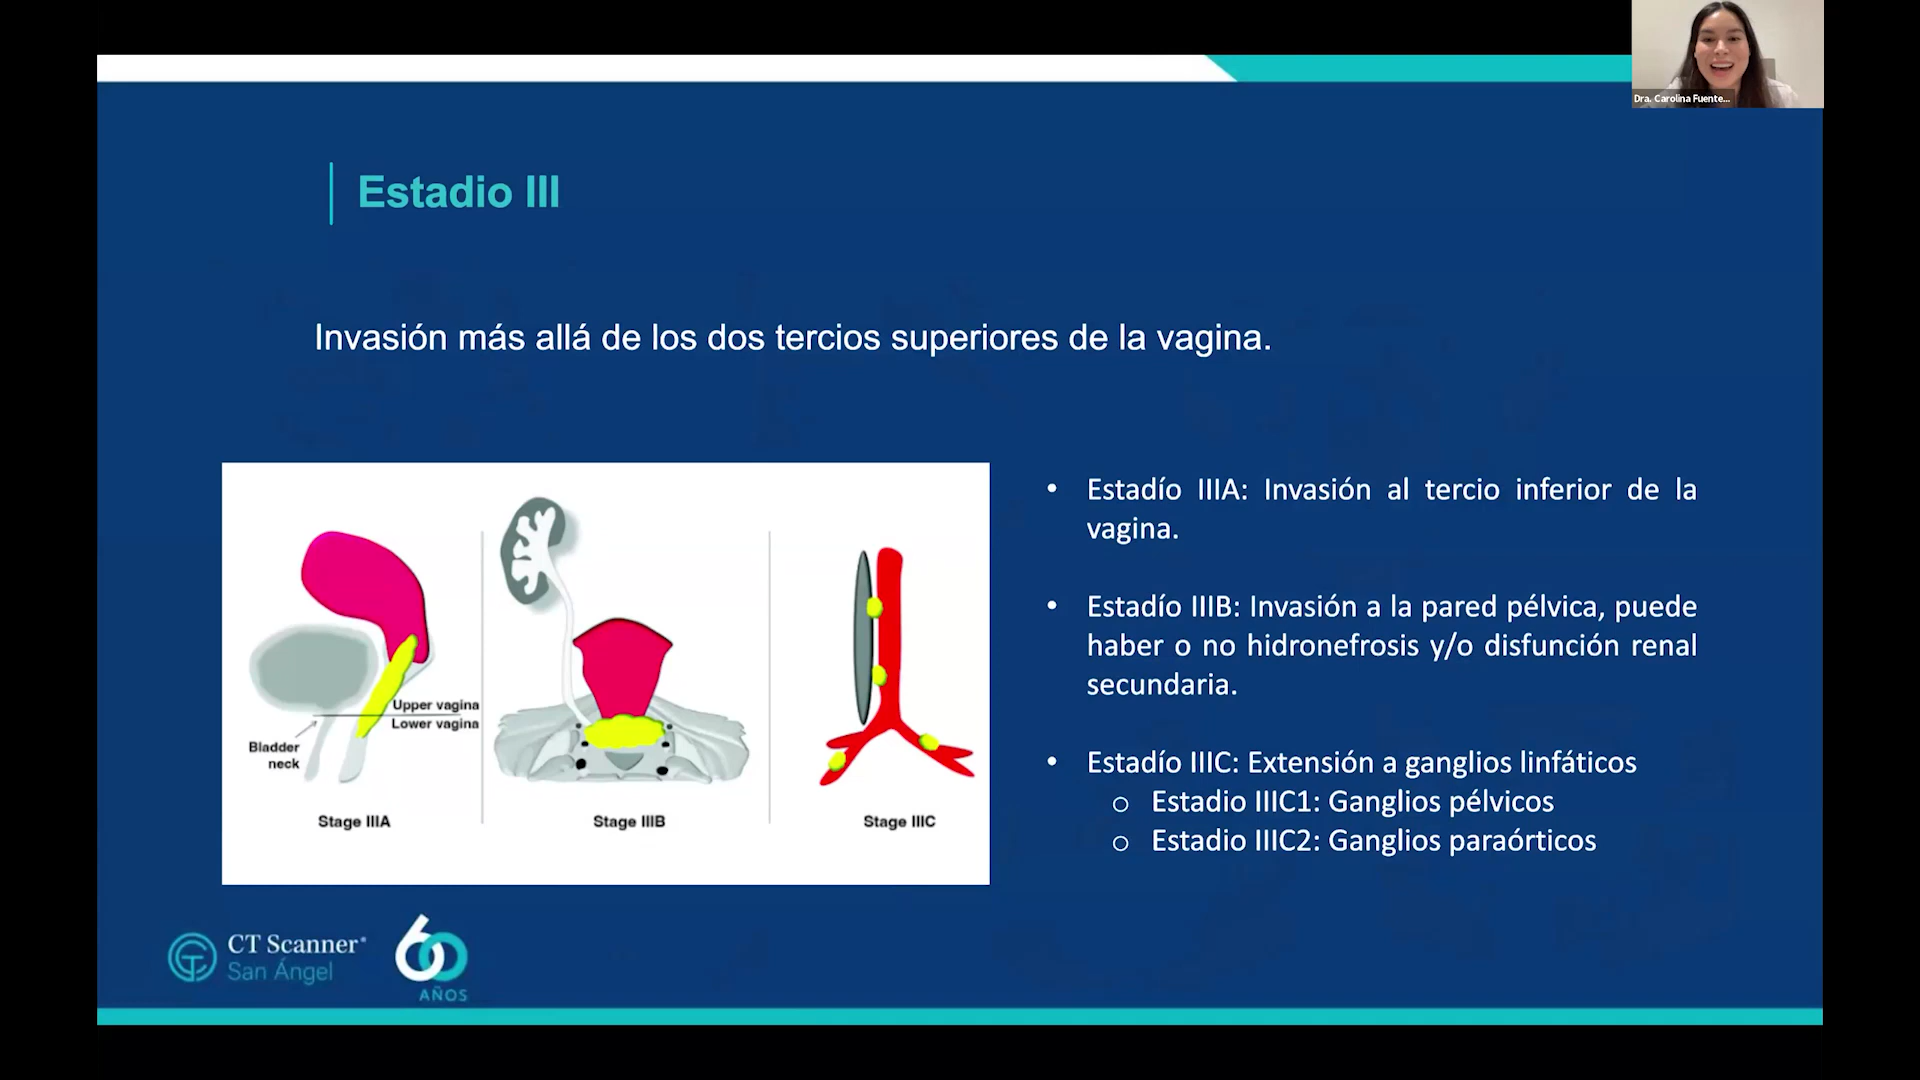 Dra. Carolina Fuente...
Estadio III
Invasión más allá de los dos tercios superiores de la vagina.
Upper vagina
Lower vagina
Bladder
neck
Stage IIIA
Stage IIIB
Stage IIIC
• Estadío IIIA: Invasión al tercio inferior de la
vagina.
• Estadío IIIB: Invasión a la pared pélvica, puede
haber o no hidronefrosis y/o disfunción renal
secundaria.
• Estadío IIIC: Extensión a ganglios linfáticos
o Estadio IIIC1: Ganglios pélvicos
o Estadio IIIC2: Ganglios paraórticos
CT Scanner®
San Ángel
60
AÑOS